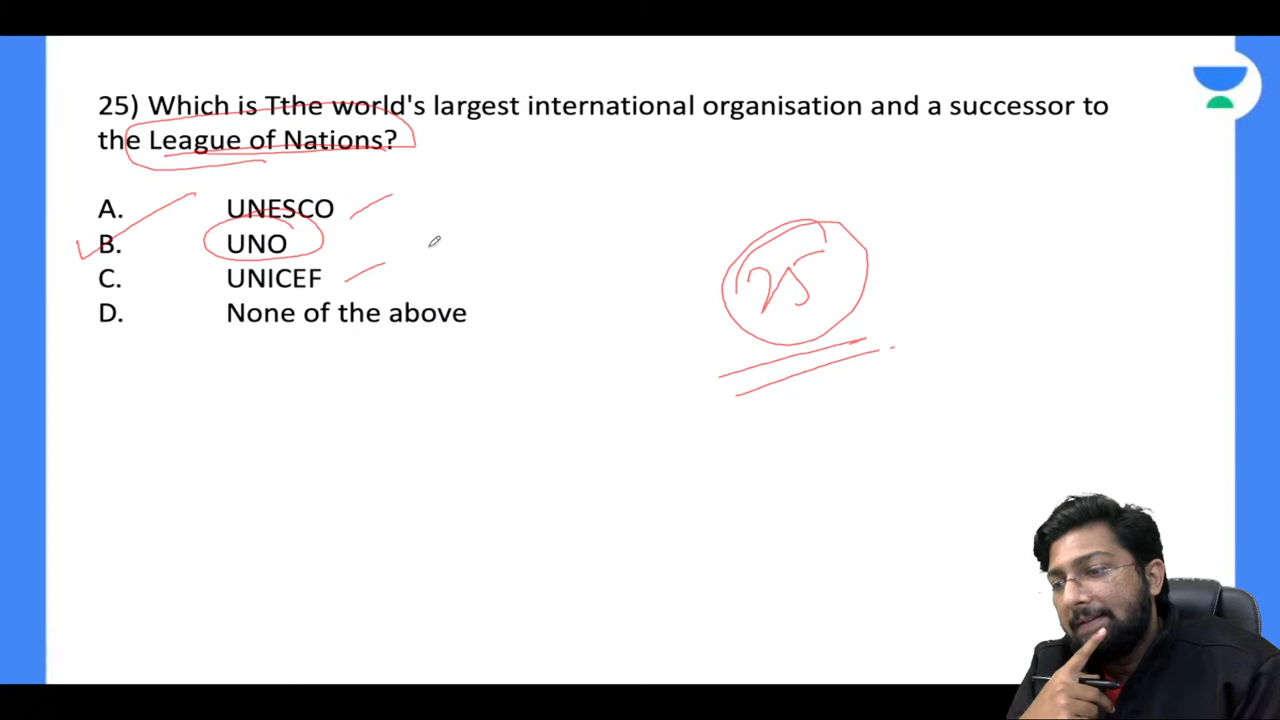 25) Which is Tthe world's largest international organisation and a successor to
the League of Nations?
A. UNESCO
B. UNO
C. UNICEF
D. None of the above
25